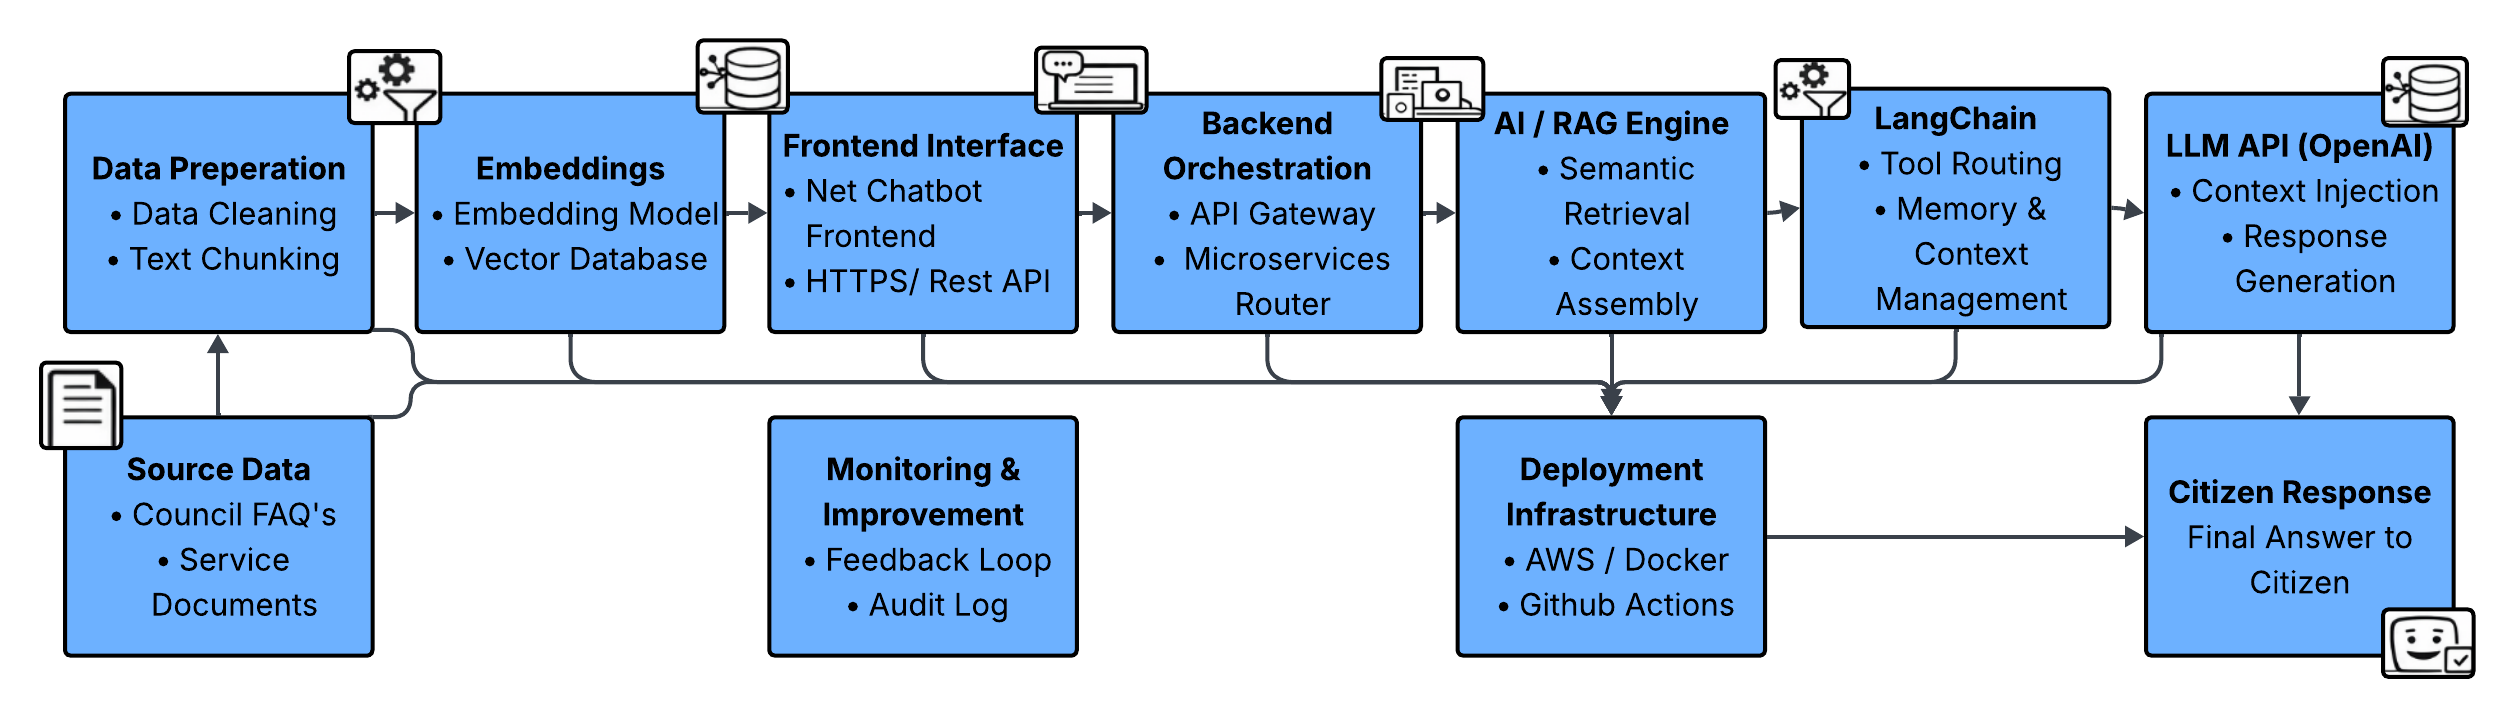 Data Preperation
• Data Cleaning
• Text Chunking
Embeddings
• Embedding Model
• Vector Database
Frontend Interface
• Net Chatbot
Frontend
• HTTPS/ Rest API
Backend
Orchestration
• API Gateway
• Microservices
Router
AI / RAG Engine
• Semantic
Retrieval
• Context
Assembly
LangChain
• Tool Routing
• Memory &
Context
Management
LLM API (OpenAI)
• Context Injection
• Response
Generation
Source Data
• Council FAQ's
• Service
Documents
Monitoring &
Improvement
• Feedback Loop
• Audit Log
Deployment
Infrastructure
• AWS / Docker
• Github Actions
Citizen Response
Final Answer to
Citizen